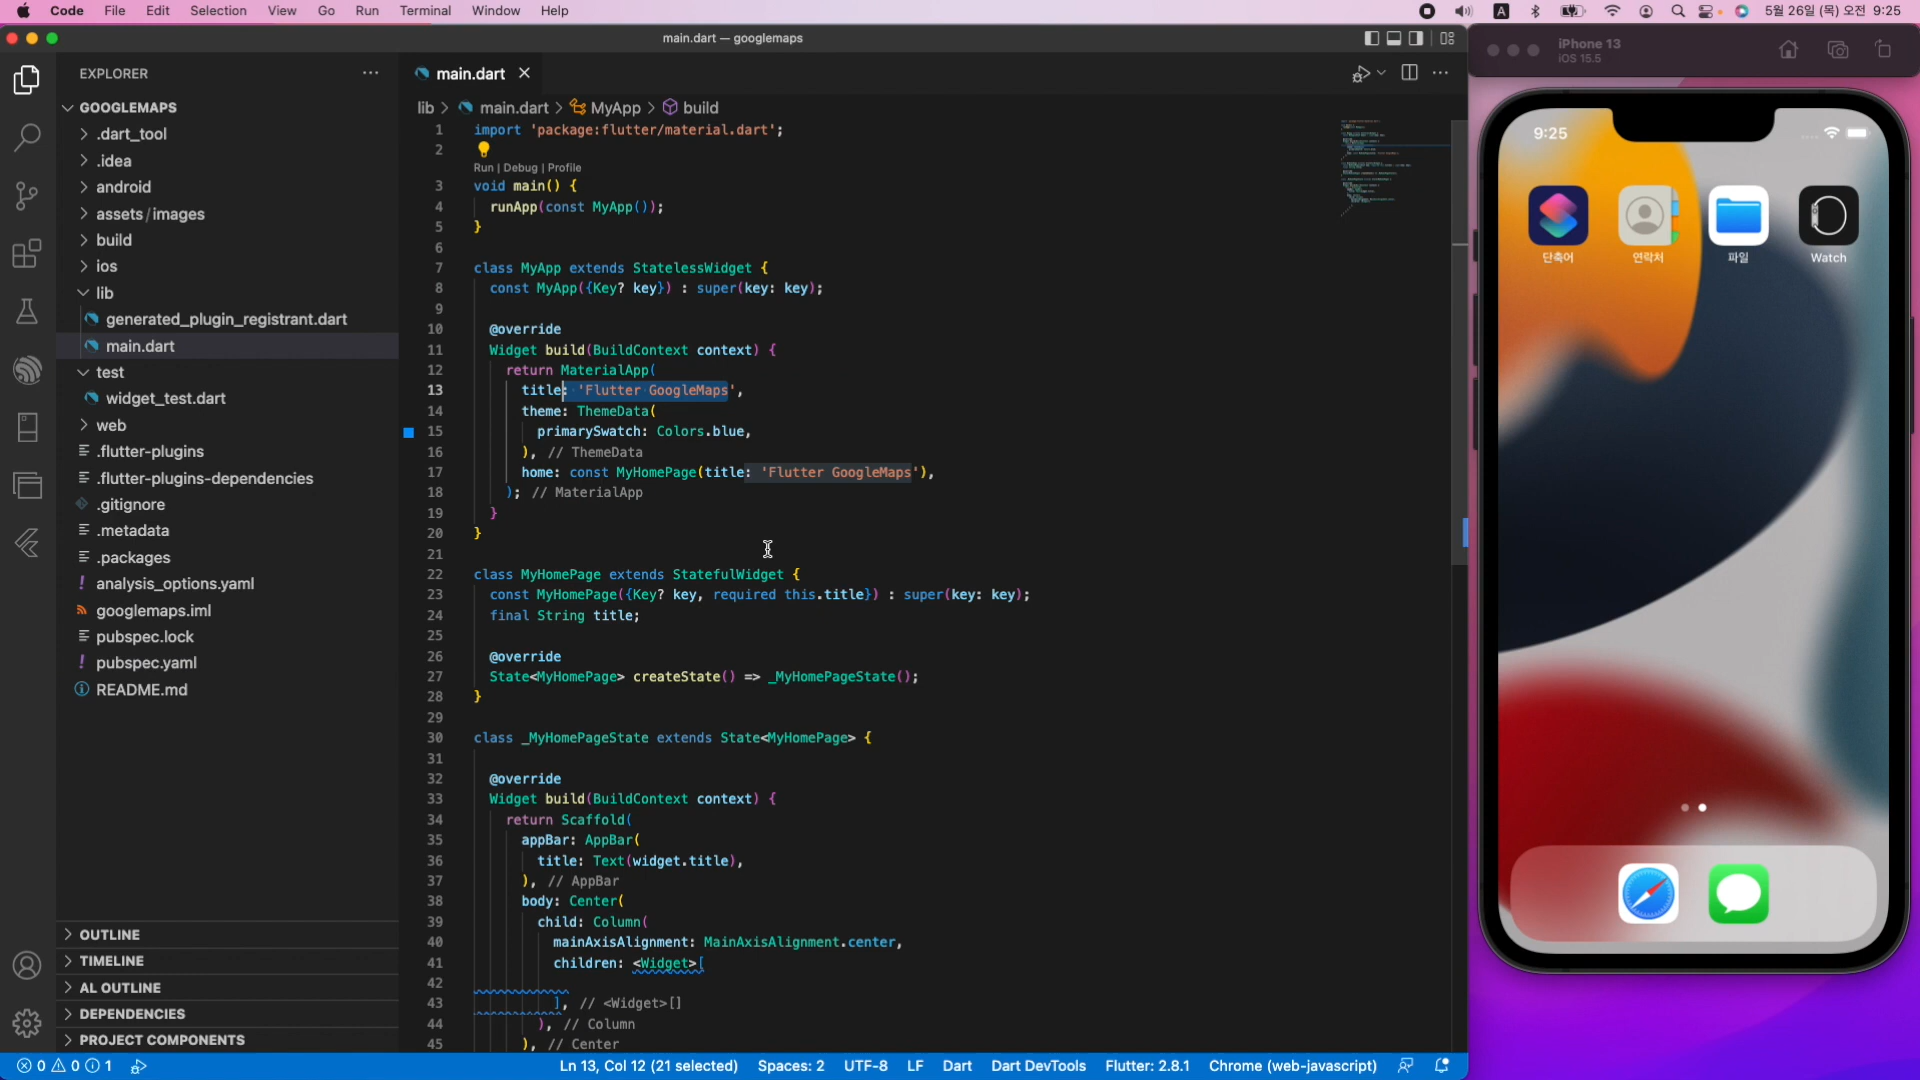 Code File Edit Selection View Go Run Terminal Window Help
A 5월 26일 (목) 오전 9:25
main.dart — googlemaps
EXPLORER
GOOGLEMAPS
.dart_tool
.idea
android
assets/images
build
ios
lib
generated_plugin_registrant.dart
main.dart
test
widget_test.dart
web
.flutter-plugins
.flutter-plugins-dependencies
.gitignore
.metadata
.packages
analysis_options.yaml
googlemaps.iml
pubspec.lock
pubspec.yaml
README.md
OUTLINE
TIMELINE
AL OUTLINE
DEPENDENCIES
PROJECT COMPONENTS
main.dart
lib > main.dart > MyApp > build
1 import 'package:flutter/material.dart';
2
Run | Debug | Profile
3 void main() {
4 runApp(const MyApp());
5 }
6
7 class MyApp extends StatelessWidget {
8 const MyApp({Key? key}) : super(key: key);
9
10 @override
11 Widget build(BuildContext context) {
12 return MaterialApp(
13 title: 'Flutter GoogleMaps',
14 theme: ThemeData(
15 primarySwatch: Colors.blue,
16 ), // ThemeData
17 home: const MyHomePage(title: 'Flutter GoogleMaps'),
18 ); // MaterialApp
19 }
20 }
21
22 class MyHomePage extends StatefulWidget {
23 const MyHomePage({Key? key, required this.title}) : super(key: key);
24 final String title;
25
26 @override
27 State<MyHomePage> createState() => _MyHomePageState();
28 }
29
30 class _MyHomePageState extends State<MyHomePage> {
31
32 @override
33 Widget build(BuildContext context) {
34 return Scaffold(
35 appBar: AppBar(
36 title: Text(widget.title),
37 ), // AppBar
38 body: Center(
39 child: Column(
40 mainAxisAlignment: MainAxisAlignment.center,
41 children: <Widget>[
42
43 ], // <Widget>[]
44 ), // Column
45 ), // Center
0 0 1 Ln 13, Col 12 (21 selected) Spaces: 2 UTF-8 LF Dart Dart DevTools Flutter: 2.8.1 Chrome (web-javascript)
iPhone 13
iOS 15.5
9:25
단축어 연락처 파일 Watch